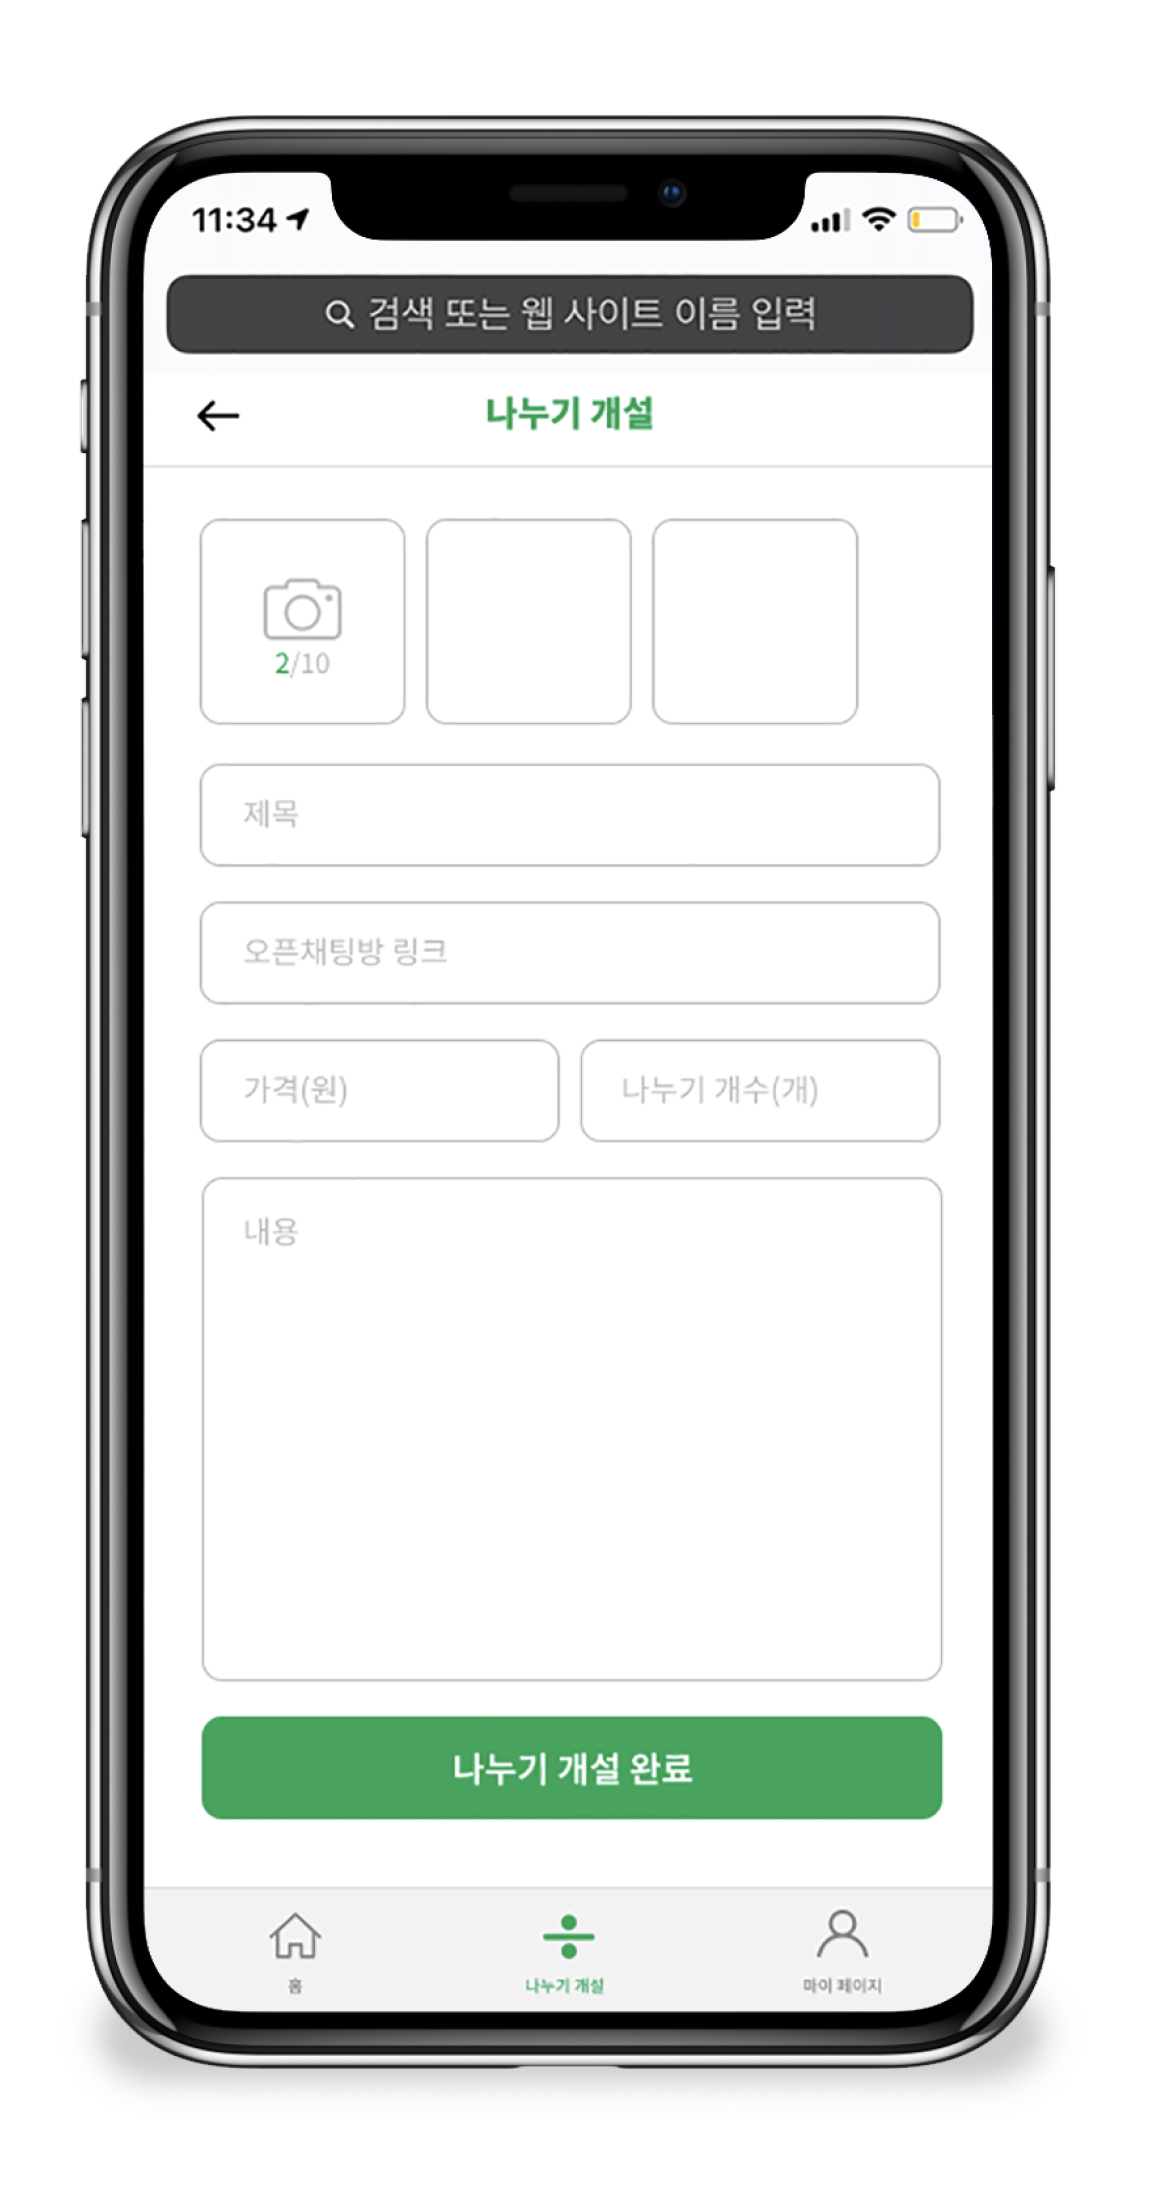 11:34
검색 또는 웹 사이트 이름 입력
나누기 개설
2/10
제목
오픈채팅방 링크
가격(원) 나누기 개수(개)
내용
나누기 개설 완료
홈 나누기 개설 마이 페이지